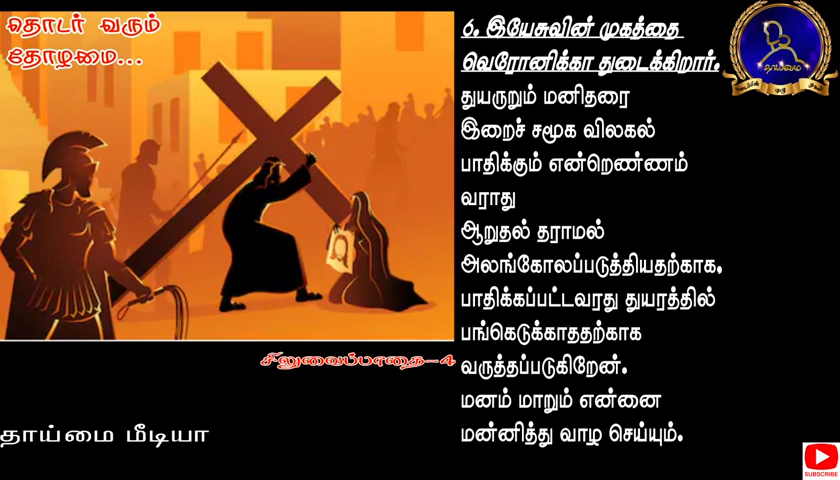 தொடர் வரும்
தோழமை...
6. இயேசுவின் முகத்தை
வெரோனிக்கா துடைக்கிறார்.
துயருறும் மனிதரை
இறைச் சமூக விலகல்
பாதிக்கும் என்றெண்ணம்
வராது
ஆறுதல் தராமல்
அலங்கோலப்படுத்தியதற்காக,
பாதிக்கப்பட்டவரது துயரத்தில்
பங்கெடுக்காததற்காக
வருத்தப்படுகிறேன்.
மனம் மாறும் என்னை
மன்னித்து வாழ செய்யும்.
சிலுவைப்பாதை-4
தாய்மை மீடியா
தாய்மை
SUBSCRIBE